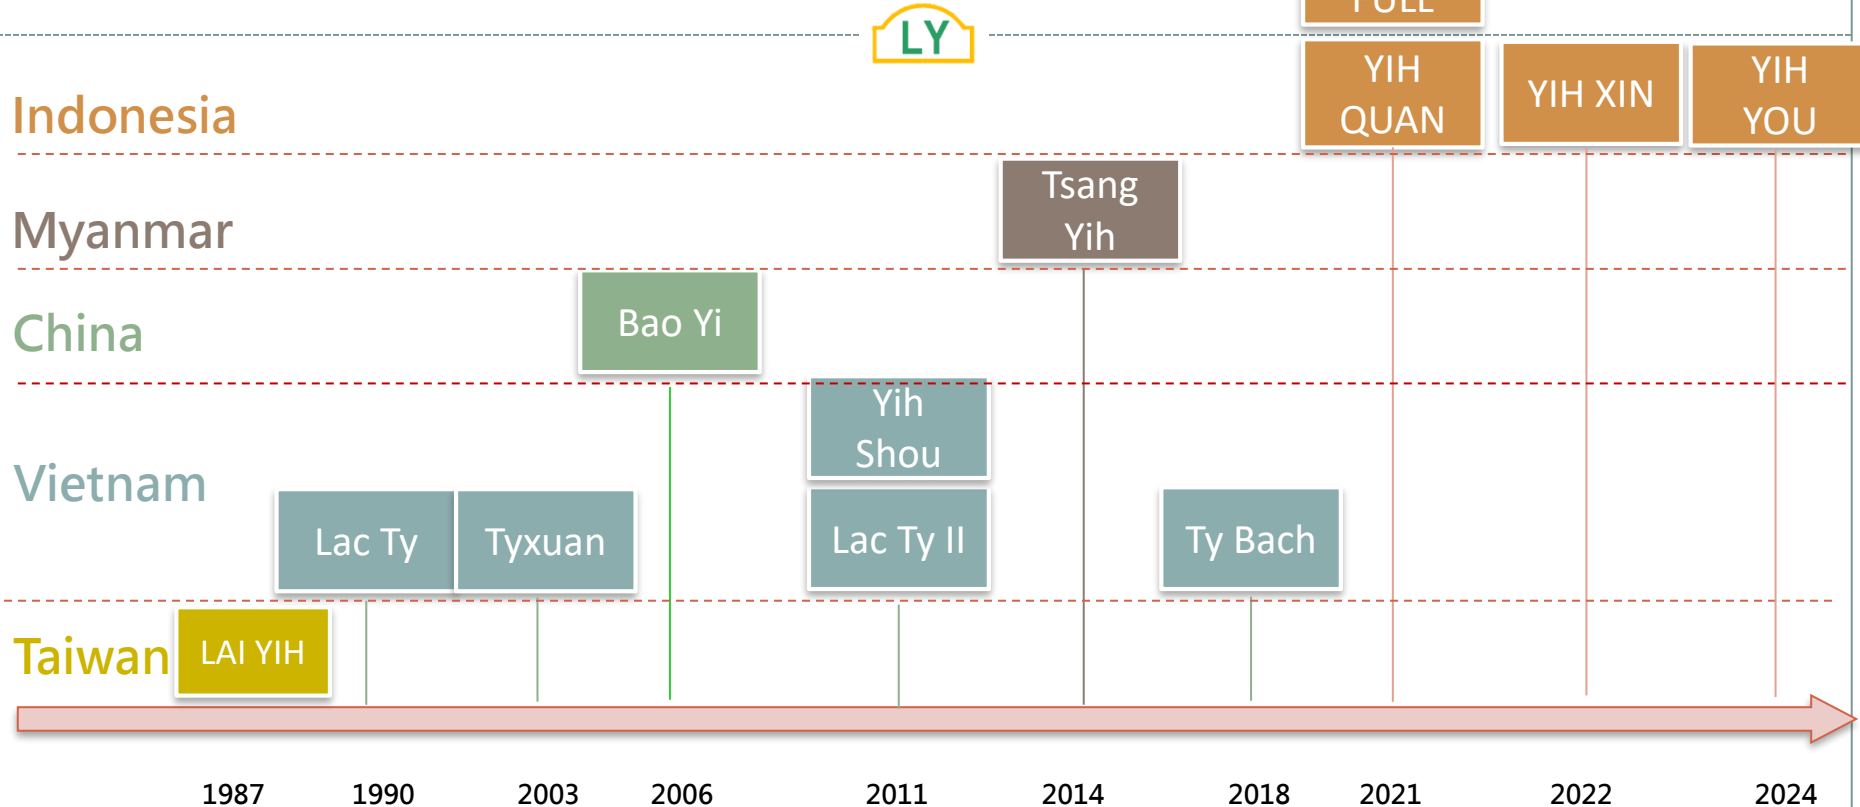 FULL
LY
Indonesia
YIH
QUAN
YIH XIN
YIH
YOU
Myanmar
Tsang
Yih
China
Bao Yi
Vietnam
Yih
Shou
Lac Ty
Tyxuan
Lac Ty II
Ty Bach
Taiwan
LAI YIH
1987 1990 2003 2006 2011 2014 2018 2021 2022 2024